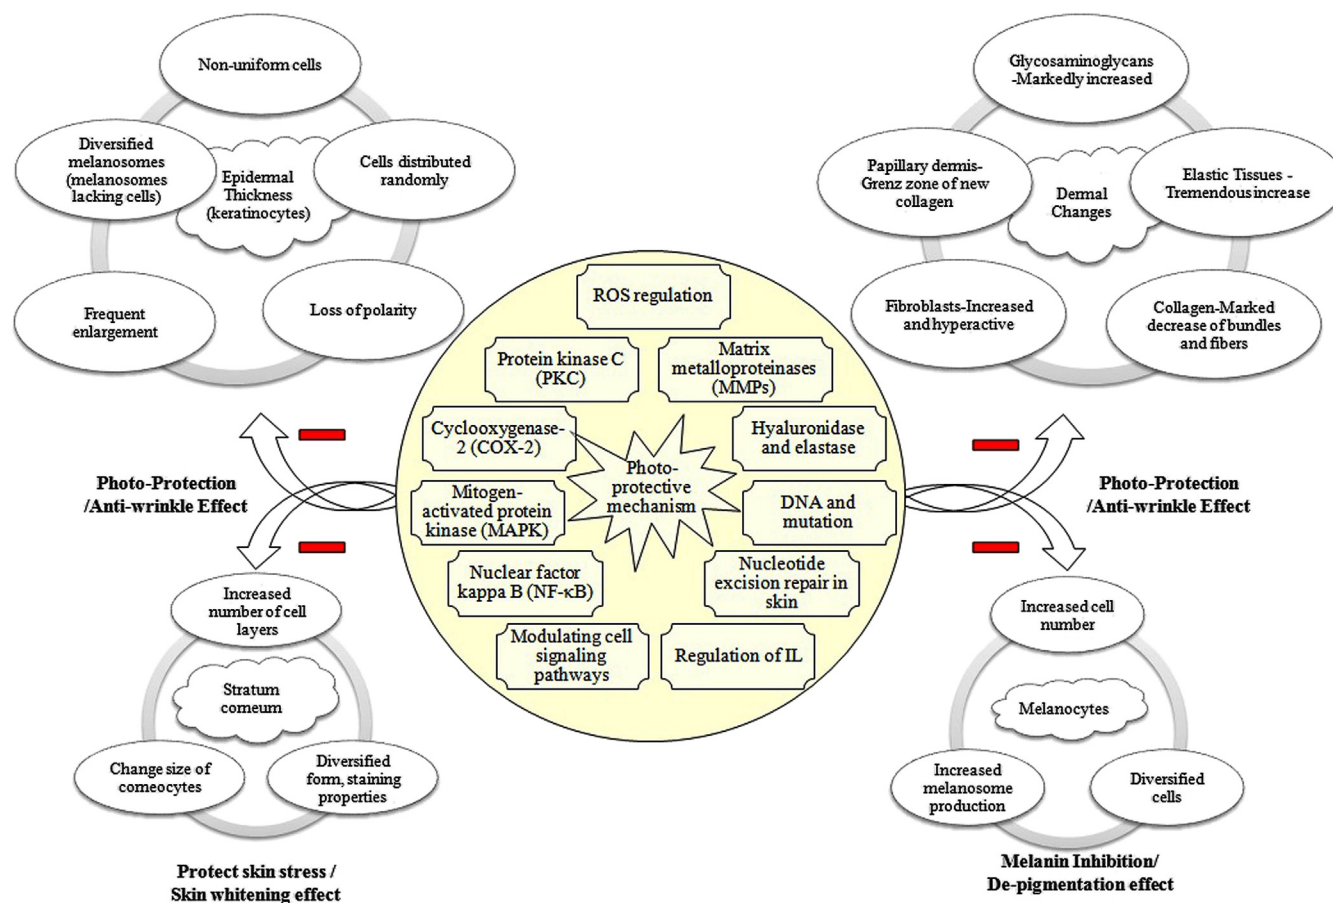 Non-uniform cells
Diversified
melanosomes
(melanosomes
lacking cells)
Epidermal
Thickness
(keratinocytes)
Cells distributed
randomly
Frequent
enlargement
Loss of polarity
Glycosaminoglycans
-Markedly increased
Papillary dermis-
Grenz zone of new
collagen
Dermal
Changes
Elastic Tissues -
Tremendous increase
Fibroblasts-Increased
and hyperactive
Collagen-Marked
decrease of bundles
and fibers
ROS regulation
Protein kinase C
(PKC)
Matrix
metalloproteinases
(MMPs)
Cyclooxygenase-
2 (COX-2)
Hyaluronidase
and elastase
Photo-
protective
mechanism
Mitogen-
activated protein
kinase (MAPK)
DNA and
mutation
Nuclear factor
kappa B (NF-κB)
Nucleotide
excision repair in
skin
Modulating cell
signaling
pathways
Regulation of IL
Photo-Protection
/Anti-wrinkle Effect
Photo-Protection
/Anti-wrinkle Effect
Increased
number of cell
layers
Stratum
corneum
Change size of
corneocytes
Diversified
form, staining
properties
Protect skin stress /
Skin whitening effect
Increased cell
number
Melanocytes
Increased
melanosome
production
Diversified
cells
Melanin Inhibition/
De-pigmentation effect